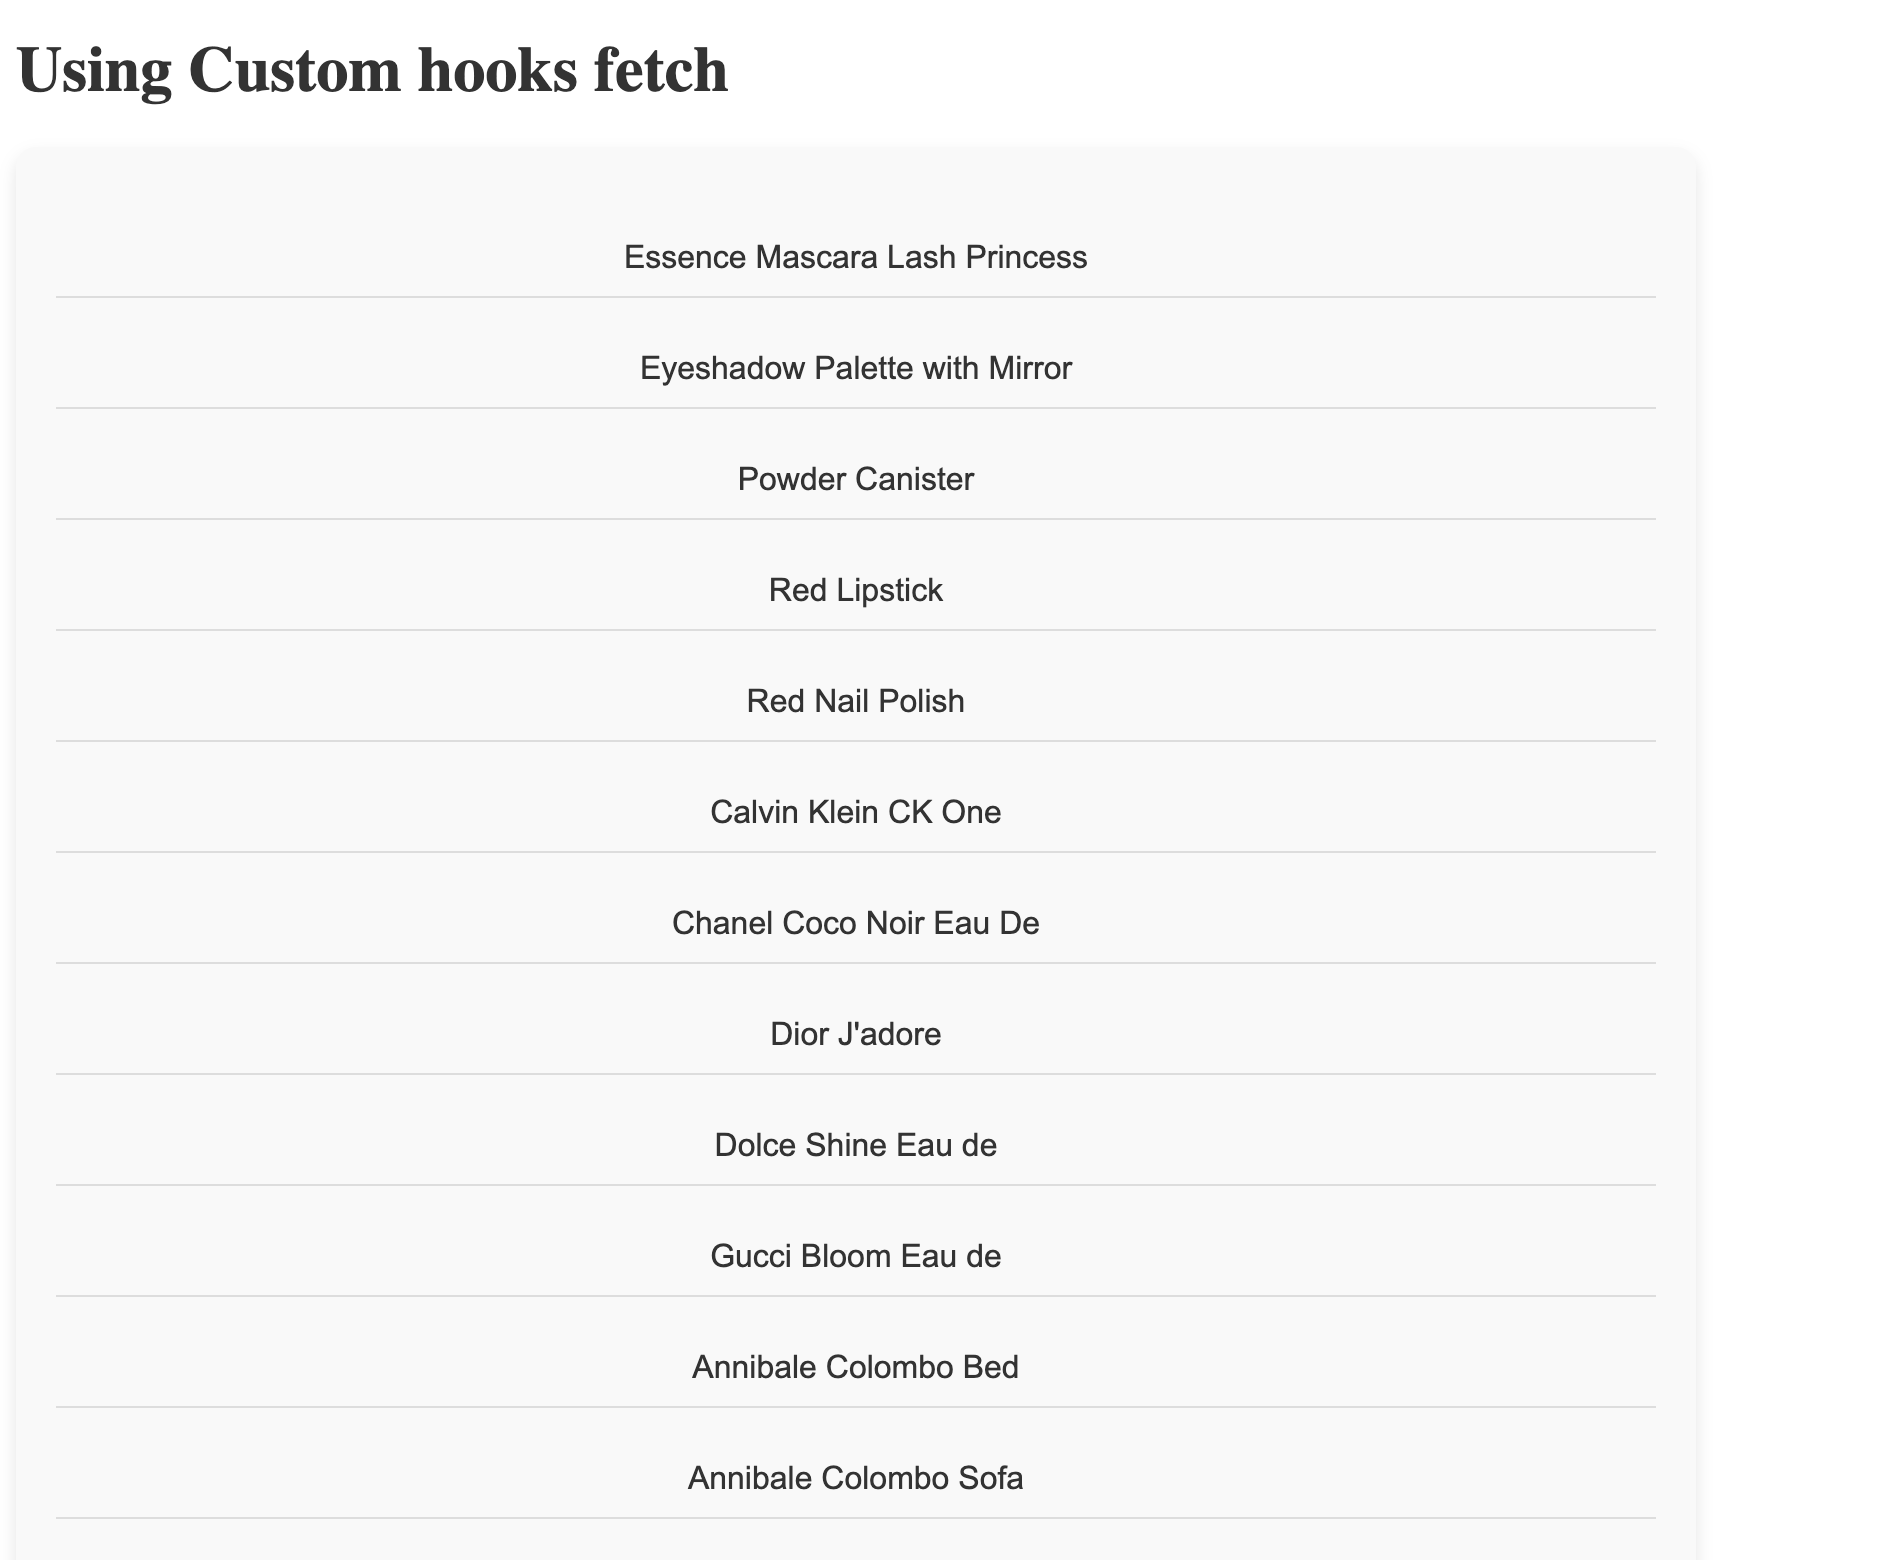 Using Custom hooks fetch
Essence Mascara Lash Princess
Eyeshadow Palette with Mirror
Powder Canister
Red Lipstick
Red Nail Polish
Calvin Klein CK One
Chanel Coco Noir Eau De
Dior J'adore
Dolce Shine Eau de
Gucci Bloom Eau de
Annibale Colombo Bed
Annibale Colombo Sofa